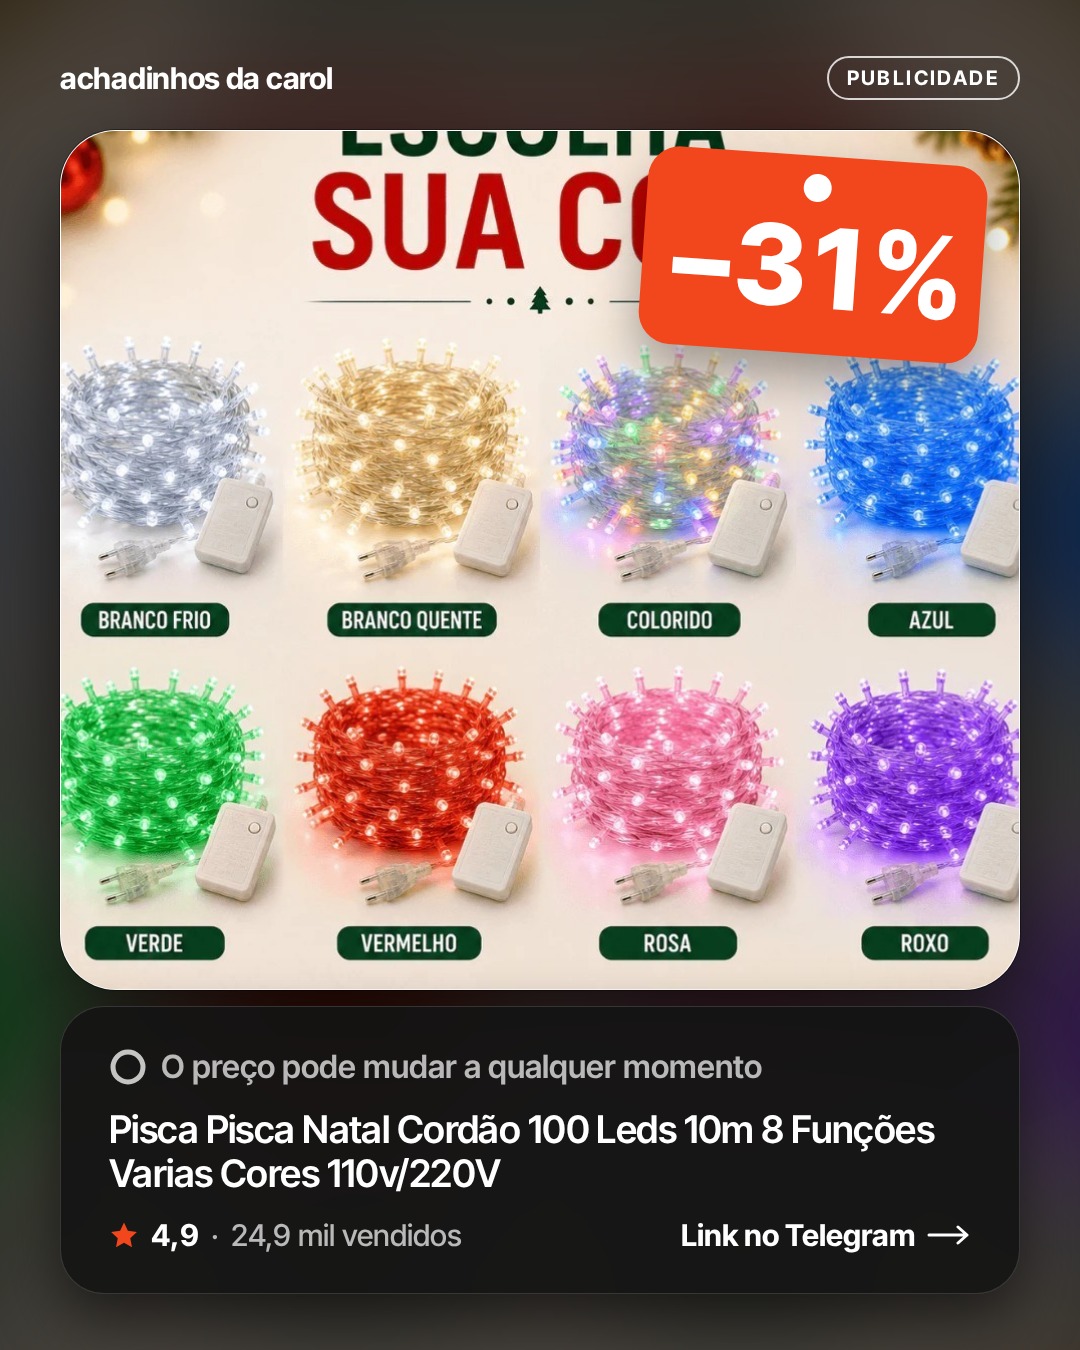 achadinhos da carol
PUBLICIDADE
ESCOLHA
SUA
-31%
BRANCO FRIO
BRANCO QUENTE
COLORIDO
AZUL
VERDE
VERMELHO
ROSA
ROXO
O preço pode mudar a qualquer momento
Pisca Pisca Natal Cordão 100 Leds 10m 8 Funções
Varias Cores 110v/220V
4,9 · 24,9 mil vendidos
Link no Telegram →